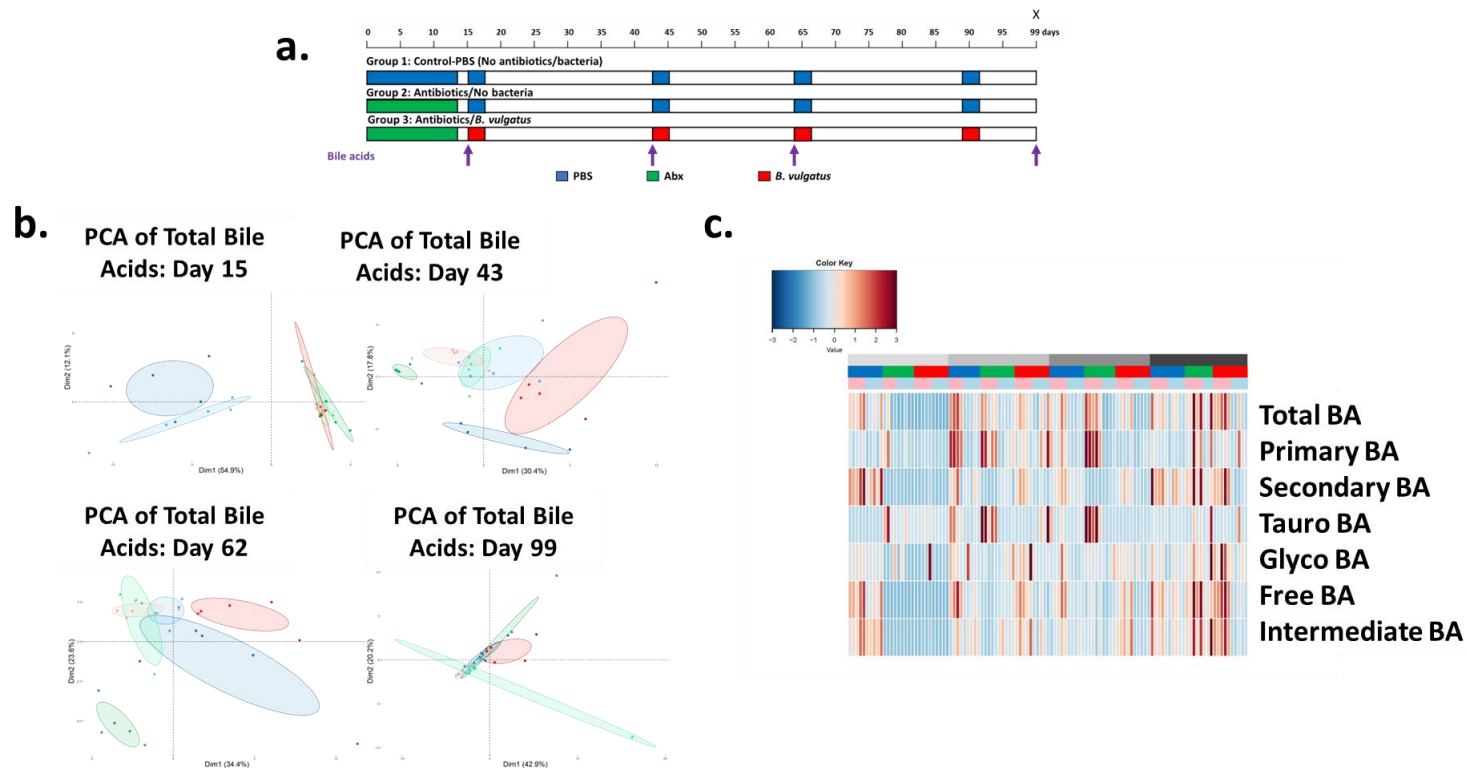 X
a.
0 5 10 15 20 25 30 35 40 45 50 55 60 65 70 75 80 85 90 95 99 days
Group 1: Control-PBS (No antibiotics/bacteria)
Group 2: Antibiotics/No bacteria
Group 3: Antibiotics/B. vulgatus
Bile acids
PBS Abx B. vulgatus
b.
PCA of Total Bile
Acids: Day 15
Dim2 (12.1%)
Dim1 (54.9%)
PCA of Total Bile
Acids: Day 43
Dim2 (17.8%)
Dim1 (30.4%)
PCA of Total Bile
Acids: Day 62
Dim2 (23.6%)
Dim1 (34.4%)
PCA of Total Bile
Acids: Day 99
Dim2 (20.2%)
Dim1 (42.9%)
c.
Color Key
-3 -2 -1 0 1 2 3
Value
Total BA
Primary BA
Secondary BA
Tauro BA
Glyco BA
Free BA
Intermediate BA